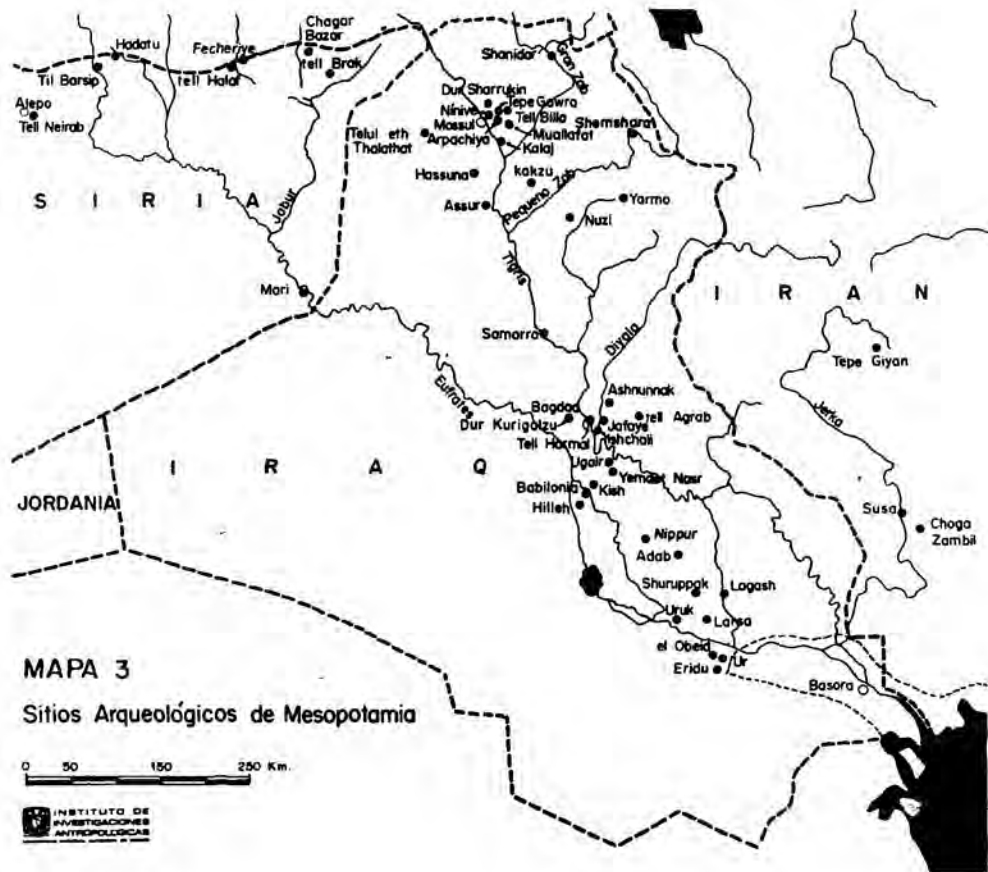 Chagar
Bazar
Hadatu
Fecheriye
tell Brak
Til Barsip
tell Halaf
Alepo
Tell Neirab
Shanidar
Gran Zab
Dur Sharrukin
Tepe Gawra
Nínive
Tell Billa
Mossul
Muallafat
Shemshara
Telul eth
Thalathat
Arpachiya
Kalaj
Hassuna
kakzu
SIRIA
Jabur
Assur
Pequeño Zab
Yarmo
Nuzi
Tigris
Mari
IRAN
Samarra
Diyala
Tepe Giyan
Eufrates
Ashnunnak
Jerka
Bagdad
tell Agrab
Dur Kurigalzu
Jafaye
Tell Harmal
Ishchali
IRAQ
Ugair
Yemdet Nasr
JORDANIA
Babilonia
Kish
Hilleh
Susa
Choga
Zambil
Nippur
Adab
Shuruppak
Lagash
Uruk
Larsa
el Obeid
Ur
Eridu
Basora
MAPA 3
Sitios Arqueológicos de Mesopotamia
0 50 150 250 Km.
INSTITUTO DE
INVESTIGACIONES
ANTROPOLOGICAS